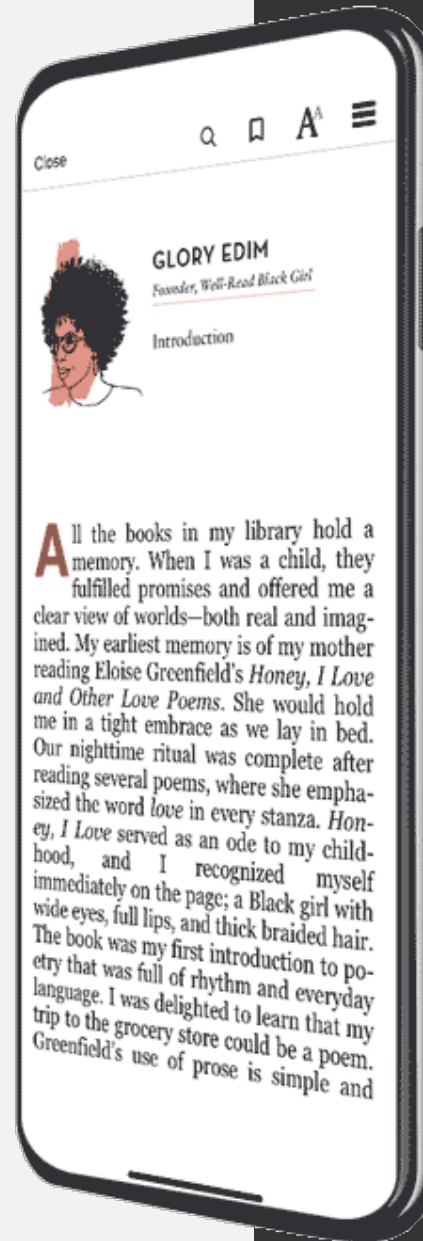 Close
AA
GLORY EDIM
Founder, Well-Read Black Girl
Introduction
All the books in my library hold a
memory. When I was a child, they
fulfilled promises and offered me a
clear view of worlds—both real and imag-
ined. My earliest memory is of my mother
reading Eloise Greenfield's Honey, I Love
and Other Love Poems. She would hold
me in a tight embrace as we lay in bed.
Our nighttime ritual was complete after
reading several poems, where she empha-
sized the word love in every stanza. Hon-
ey, I Love served as an ode to my child-
hood, and I recognized myself
immediately on the page; a Black girl with
wide eyes, full lips, and thick braided hair.
The book was my first introduction to po-
etry that was full of rhythm and everyday
language. I was delighted to learn that my
trip to the grocery store could be a poem.
Greenfield's use of prose is simple and